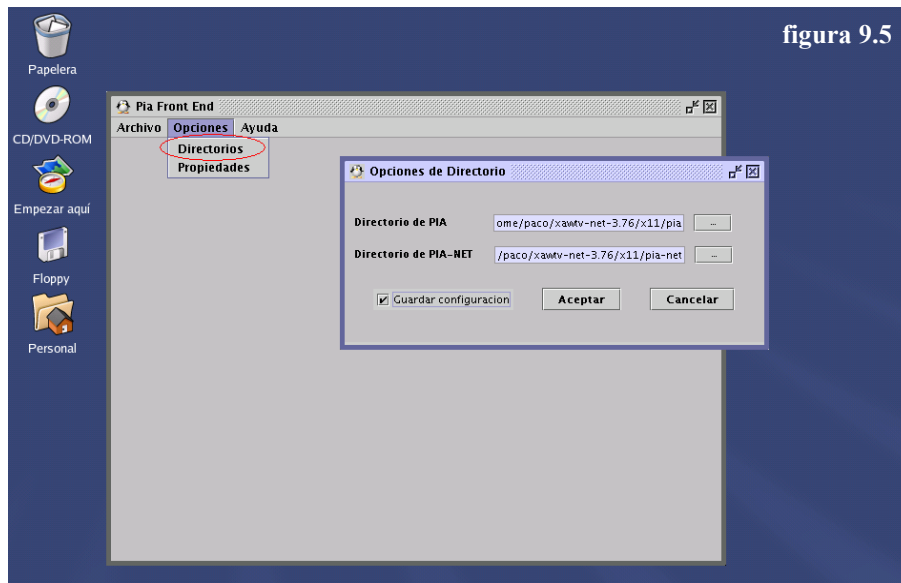 figura 9.5
Papelera
CD/DVD-ROM
Empezar aquí
Floppy
Personal
Pia Front End
Archivo Opciones Ayuda
Directorios
Propiedades
Opciones de Directorio
Directorio de PIA ome/paco/xawtv-net-3.76/x11/pia ...
Directorio de PIA-NET /paco/xawtv-net-3.76/x11/pia-net ...
Guardar configuracion Aceptar Cancelar